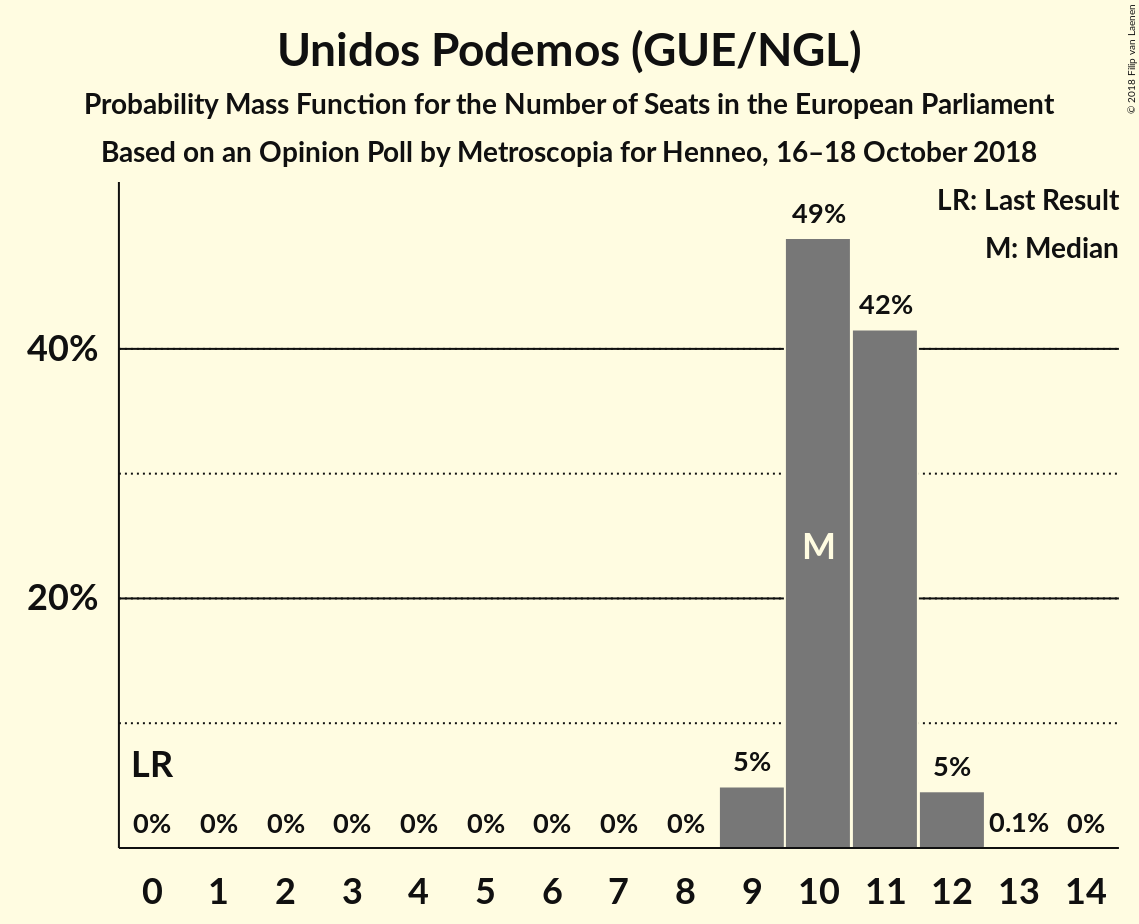 Unidos Podemos (GUE/NGL)
Probability Mass Function for the Number of Seats in the European Parliament
Based on an Opinion Poll by Metroscopia for Henneo, 16–18 October 2018
© 2018 Filip van Laenen
LR: Last Result
M: Median
49%
42%
40%
M
20%
LR
5%
5%
0% 0% 0% 0% 0% 0% 0% 0% 0% 0.1% 0%
0 1 2 3 4 5 6 7 8 9 10 11 12 13 14